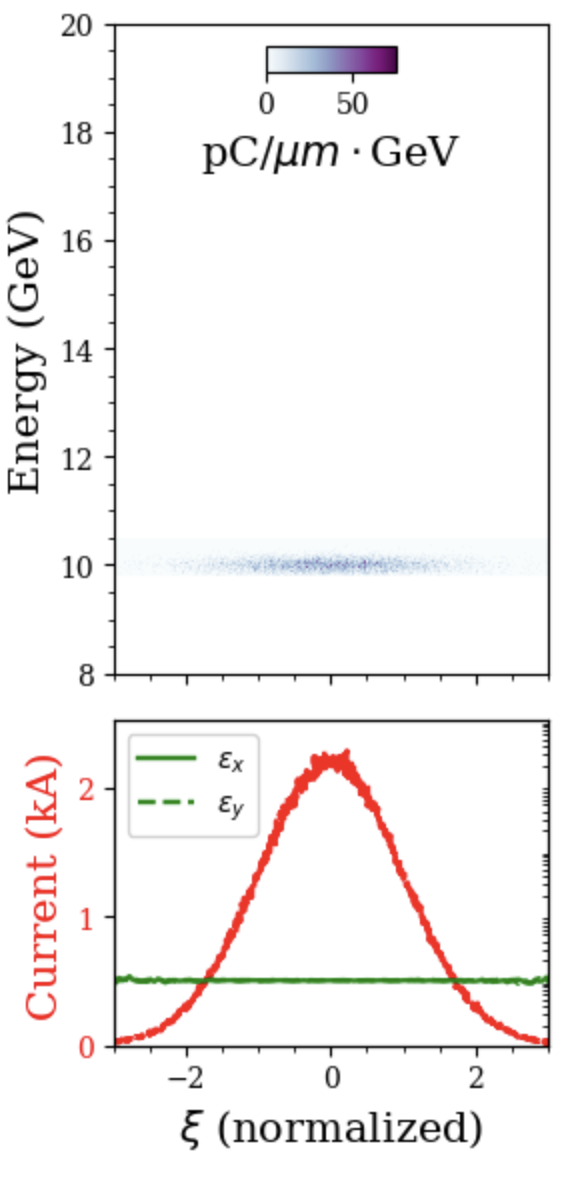 20
18
16
14
12
10
8
Energy (GeV)
0 50
pC/μm · GeV
εx
εy
2
1
0
Current (kA)
−2 0 2
ξ (normalized)